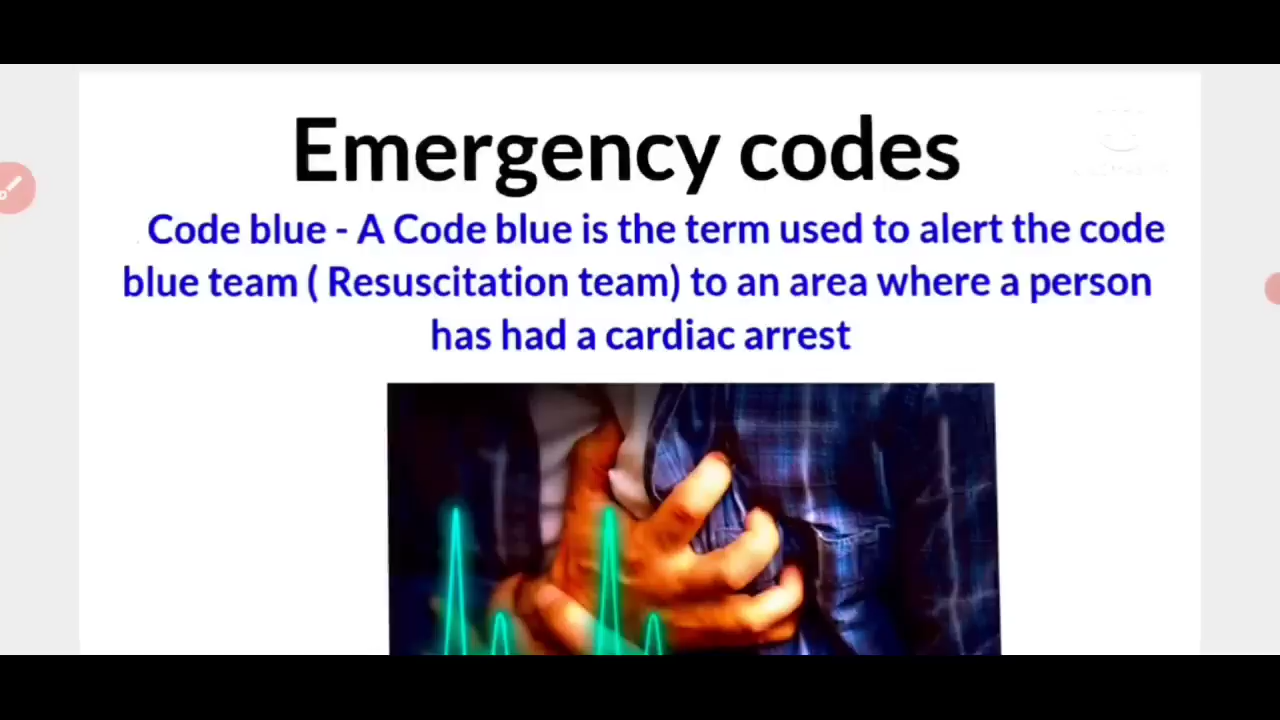 Emergency codes
Code blue - A Code blue is the term used to alert the code
blue team ( Resuscitation team) to an area where a person
has had a cardiac arrest